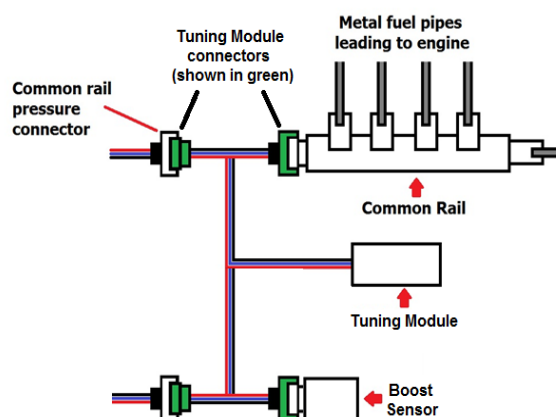 Tuning Module
connectors
(shown in green)
Metal fuel pipes
leading to engine
Common rail
pressure
connector
Common Rail
Tuning Module
Boost
Sensor